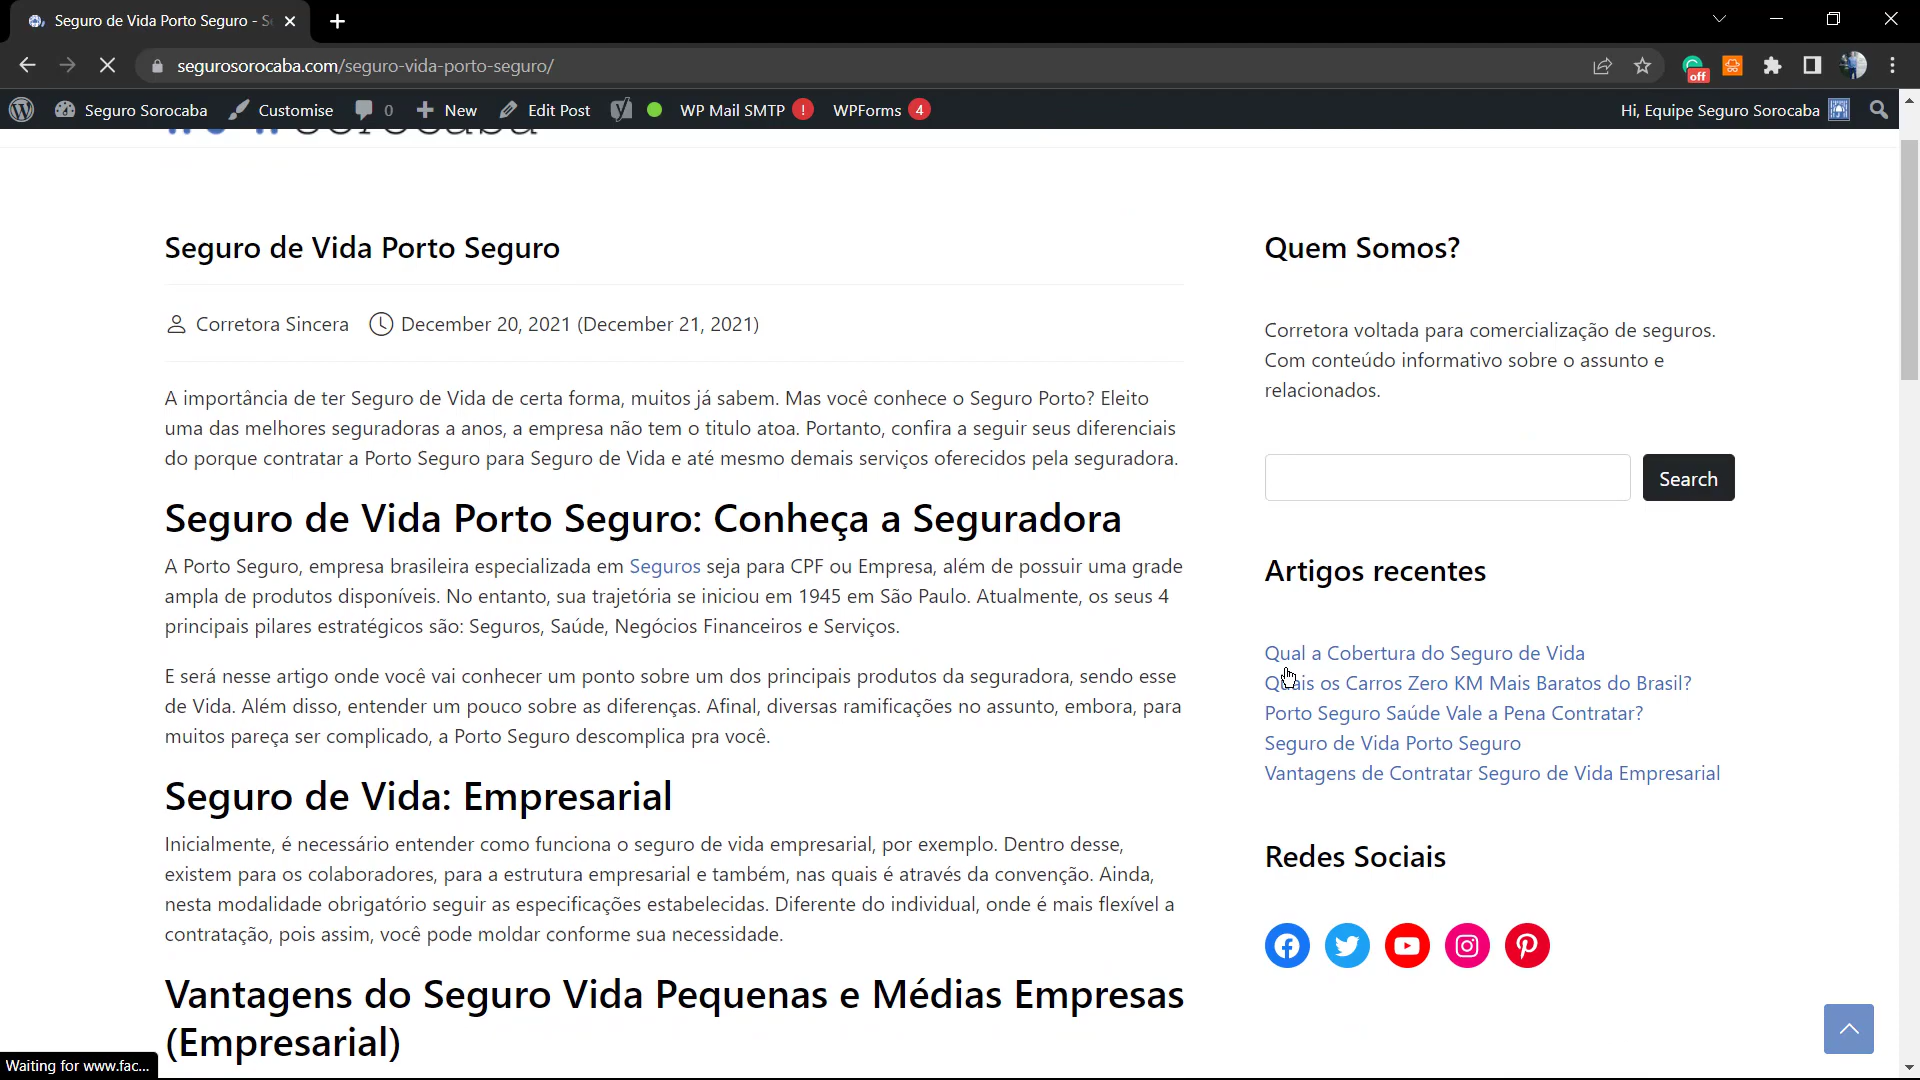 Seguro de Vida Porto Seguro - S
segurosorocaba.com/seguro-vida-porto-seguro/
off
Seguro Sorocaba
Customise
0
New
Edit Post
WP Mail SMTP !
WPForms 4
Hi, Equipe Seguro Sorocaba
Seguro de Vida Porto Seguro
Corretora Sincera
December 20, 2021 (December 21, 2021)
A importância de ter Seguro de Vida de certa forma, muitos já sabem. Mas você conhece o Seguro Porto? Eleito
uma das melhores seguradoras a anos, a empresa não tem o titulo atoa. Portanto, confira a seguir seus diferenciais
do porque contratar a Porto Seguro para Seguro de Vida e até mesmo demais serviços oferecidos pela seguradora.
Seguro de Vida Porto Seguro: Conheça a Seguradora
A Porto Seguro, empresa brasileira especializada em Seguros seja para CPF ou Empresa, além de possuir uma grade
ampla de produtos disponíveis. No entanto, sua trajetória se iniciou em 1945 em São Paulo. Atualmente, os seus 4
principais pilares estratégicos são: Seguros, Saúde, Negócios Financeiros e Serviços.
E será nesse artigo onde você vai conhecer um ponto sobre um dos principais produtos da seguradora, sendo esse
de Vida. Além disso, entender um pouco sobre as diferenças. Afinal, diversas ramificações no assunto, embora, para
muitos pareça ser complicado, a Porto Seguro descomplica pra você.
Seguro de Vida: Empresarial
Inicialmente, é necessário entender como funciona o seguro de vida empresarial, por exemplo. Dentro desse,
existem para os colaboradores, para a estrutura empresarial e também, nas quais é através da convenção. Ainda,
nesta modalidade obrigatório seguir as especificações estabelecidas. Diferente do individual, onde é mais flexível a
contratação, pois assim, você pode moldar conforme sua necessidade.
Vantagens do Seguro Vida Pequenas e Médias Empresas
(Empresarial)
Quem Somos?
Corretora voltada para comercialização de seguros.
Com conteúdo informativo sobre o assunto e
relacionados.
Search
Artigos recentes
Qual a Cobertura do Seguro de Vida
Quais os Carros Zero KM Mais Baratos do Brasil?
Porto Seguro Saúde Vale a Pena Contratar?
Seguro de Vida Porto Seguro
Vantagens de Contratar Seguro de Vida Empresarial
Redes Sociais
Waiting for www.fac...